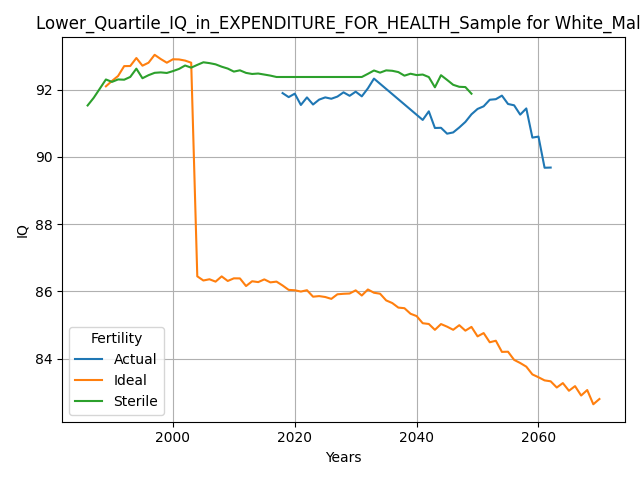 Lower_Quartile_IQ_in_EXPENDITURE_FOR_HEALTH_Sample for White_Mal
92
90
88
86
84
IQ
Fertility
Actual
Ideal
Sterile
2000
2020
2040
2060
Years